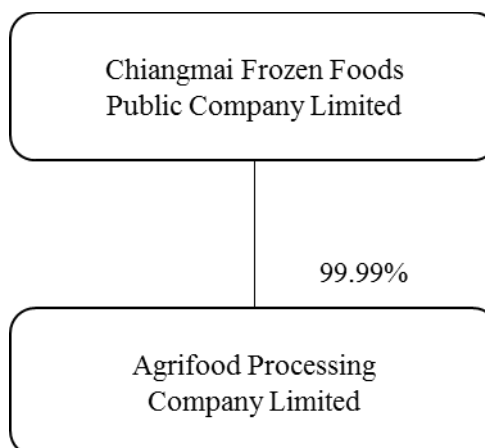 Chiangmai Frozen Foods
Public Company Limited
99.99%
Agrifood Processing
Company Limited